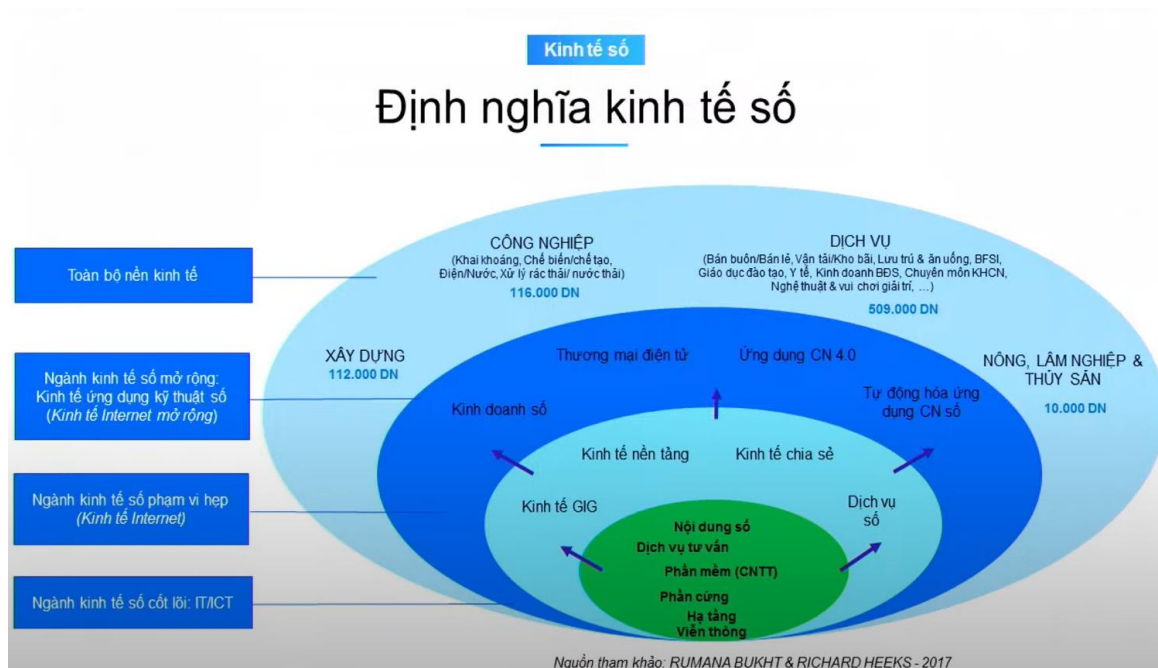 Kinh tế số
Định nghĩa kinh tế số
Toàn bộ nền kinh tế
CÔNG NGHIỆP
(Khai khoáng, Chế biến/chế tạo,
Điện/Nước, Xử lý rác thải/ nước thải)
116.000 DN
DỊCH VỤ
(Bán buôn/Bán lẻ, Vận tải/Kho bãi, Lưu trú & ăn uống, BFSI,
Giáo dục đào tạo, Y tế, Kinh doanh BĐS, Chuyên môn KHCN,
Nghệ thuật & vui chơi giải trí, ...)
509.000 DN
XÂY DỰNG
112.000 DN
NÔNG, LÂM NGHIỆP &
THỦY SẢN
10.000 DN
Ngành kinh tế số mở rộng:
Kinh tế ứng dụng kỹ thuật số
(Kinh tế Internet mở rộng)
Thương mại điện tử
Ứng dụng CN 4.0
Kinh doanh số
Tự động hóa ứng
dụng CN số
Ngành kinh tế số phạm vi hẹp
(Kinh tế Internet)
Kinh tế nền tảng
Kinh tế chia sẻ
Kinh tế GIG
Dịch vụ
số
Ngành kinh tế số cốt lõi: IT/ICT
Nội dung số
Dịch vụ tư vấn
Phần mềm (CNTT)
Phần cứng
Hạ tầng
Viễn thông
Nguồn tham khảo: RUMANA BUKHT & RICHARD HEEKS - 2017